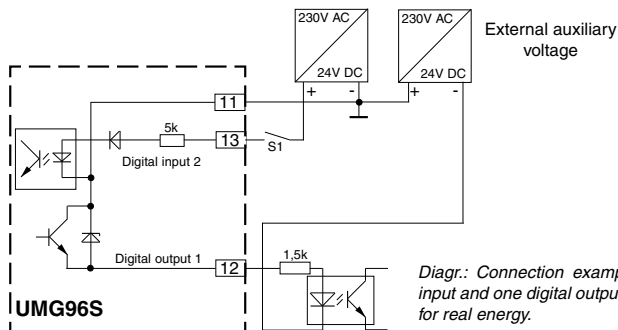 230V AC
230V AC
External auxiliary
voltage
24V DC
24V DC
+ -
+ -
11
5k
13
S1
Digital input 2
Digital output 1
12
1,5k
UMG96S
Diagr.: Connection examp
input and one digital outpu
for real energy.